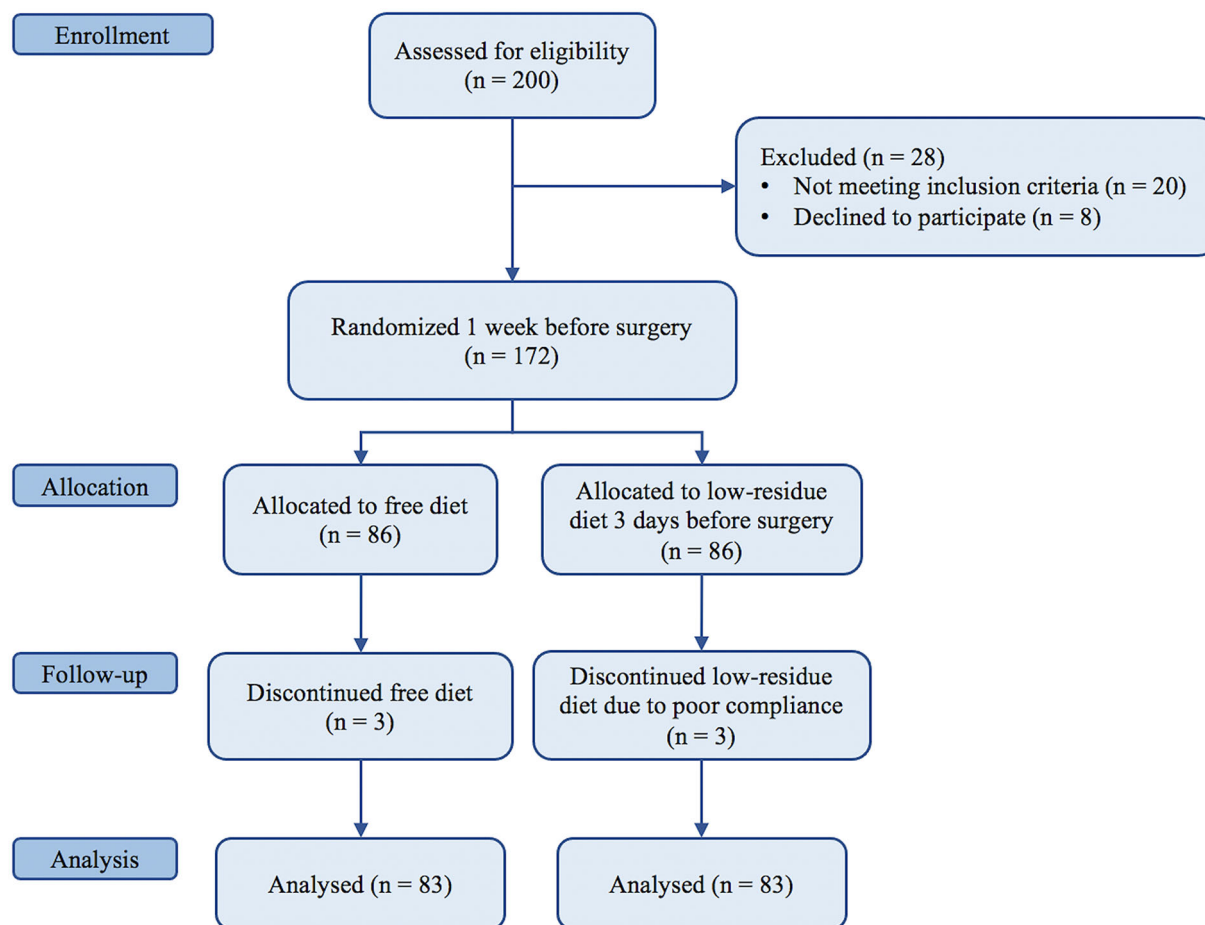 Enrollment
Assessed for eligibility
(n = 200)
Excluded (n = 28)
• Not meeting inclusion criteria (n = 20)
• Declined to participate (n = 8)
Randomized 1 week before surgery
(n = 172)
Allocation
Allocated to free diet
(n = 86)
Allocated to low-residue
diet 3 days before surgery
(n = 86)
Follow-up
Discontinued free diet
(n = 3)
Discontinued low-residue
diet due to poor compliance
(n = 3)
Analysis
Analysed (n = 83)
Analysed (n = 83)